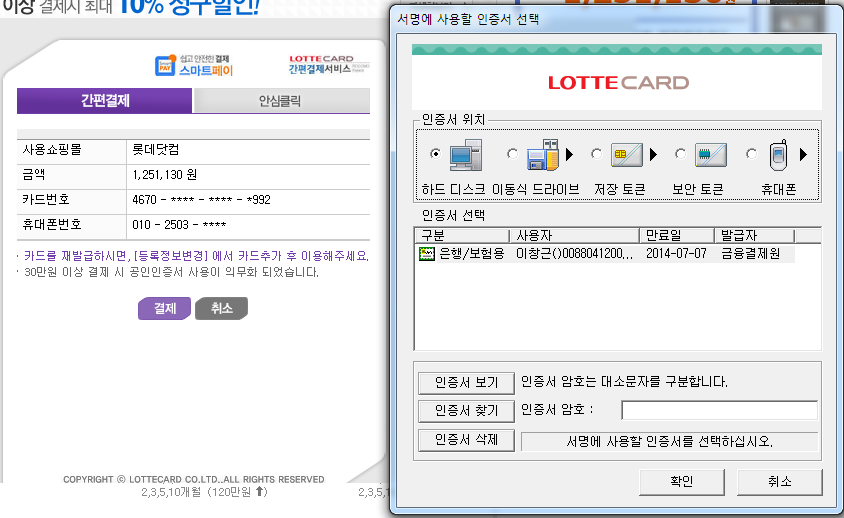 이상 결제시 최대 10% 청구할인!
쉽고 안전한 결제
PAY 스마트페이
LOTTECARD
간편결제서비스
간편결제
안심클릭
사용쇼핑몰 롯데닷컴
금액 1,251,130 원
카드번호 4670 - **** - **** - *992
휴대폰번호 010 - 2503 - ****
· 카드를 재발급하시면, [등록정보변경] 에서 카드추가 후 이용해주세요.
· 30만원 이상 결제 시 공인인증서 사용이 의무화 되었습니다.
결제 취소
COPYRIGHT ⓒ LOTTECARD CO.LTD.,ALL RIGHTS RESERVED
2,3,5,10개월 (120만원 ↑)
2,3,5,1
서명에 사용할 인증서 선택
LOTTECARD
인증서 위치
하드 디스크 이동식 드라이브 저장 토큰 보안 토큰 휴대폰
인증서 선택
구분 사용자 만료일 발급자
은행/보험용 이창근()0088041200... 2014-07-07 금융결제원
인증서 보기 인증서 암호는 대소문자를 구분합니다.
인증서 찾기 인증서 암호 :
인증서 삭제 서명에 사용할 인증서를 선택하십시오.
확인 취소